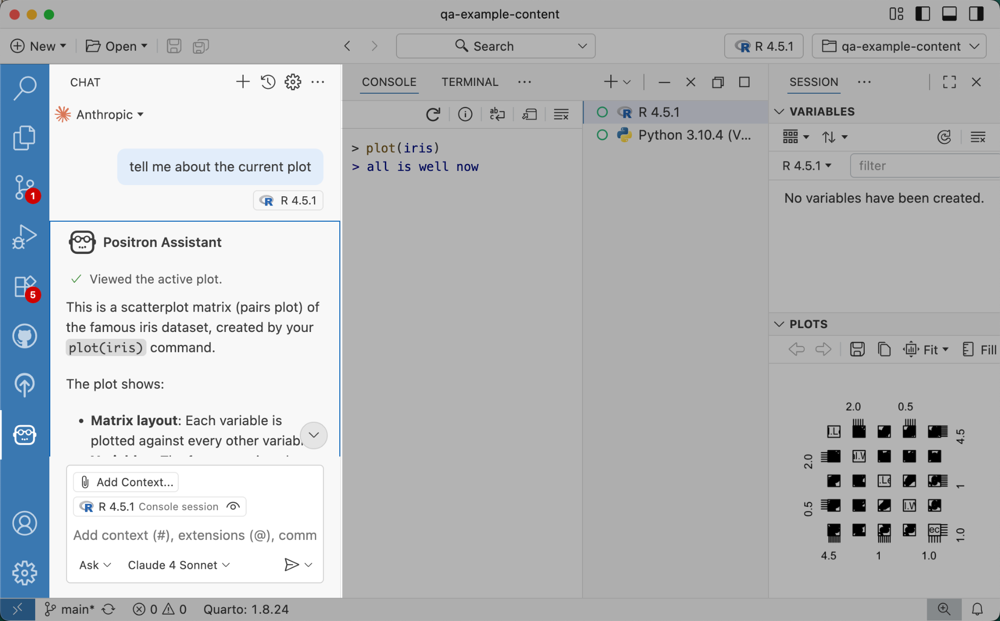 qa-example-content
New
Open
Search
R 4.5.1
qa-example-content
CHAT
Anthropic
tell me about the current plot
R 4.5.1
Positron Assistant
Viewed the active plot.
This is a scatterplot matrix (pairs plot) of
the famous iris dataset, created by your
plot(iris) command.
The plot shows:
• Matrix layout: Each variable is
plotted against every other
Add Context...
R 4.5.1 Console session
Add context (#), extensions (@), comm
Ask
Claude 4 Sonnet
1
5
CONSOLE
TERMINAL
> plot(iris)
> all is well now
R 4.5.1
Python 3.10.4 (V...
SESSION
VARIABLES
R 4.5.1
filter
No variables have been created.
PLOTS
Fit
Fill
2.0 0.5
4.5
2.0
1
0.5
1.0
4.5 1 1.0
main*
0
0
Quarto: 1.8.24